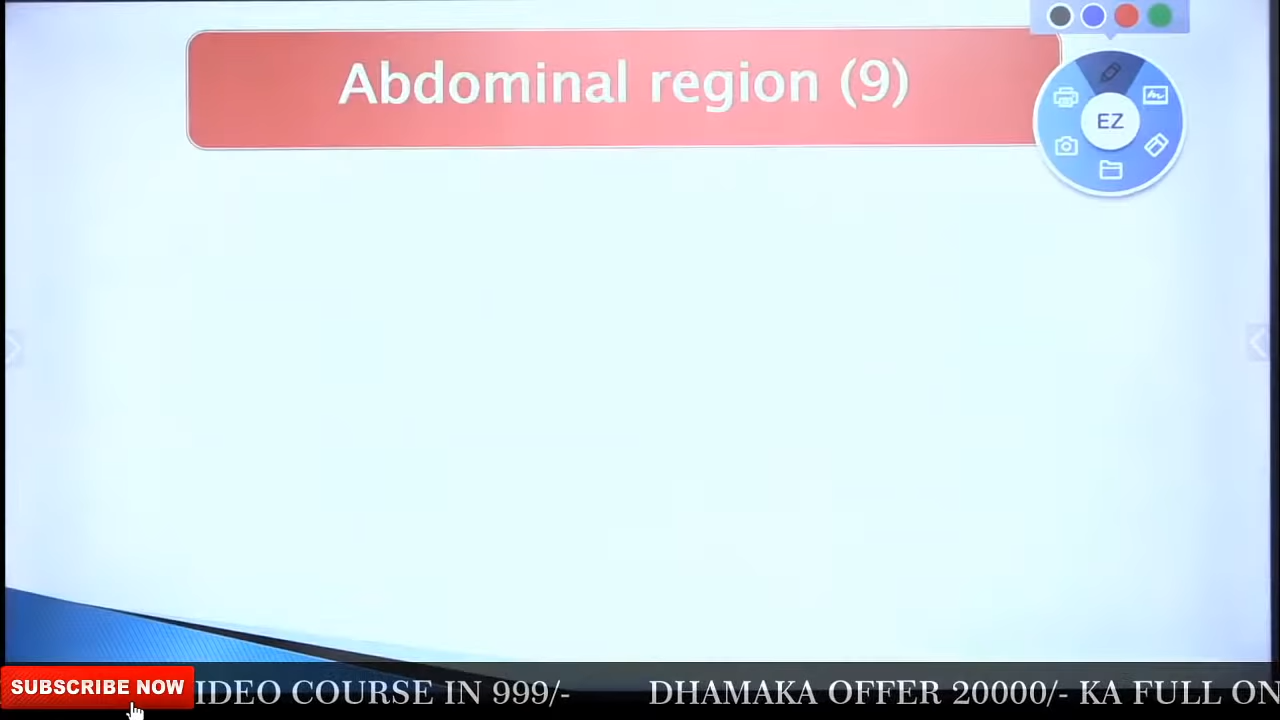 Abdominal region (9)
EZ
SUBSCRIBE NOW
IDEO COURSE IN 999/- DHAMAKA OFFER 20000/- KA FULL ON